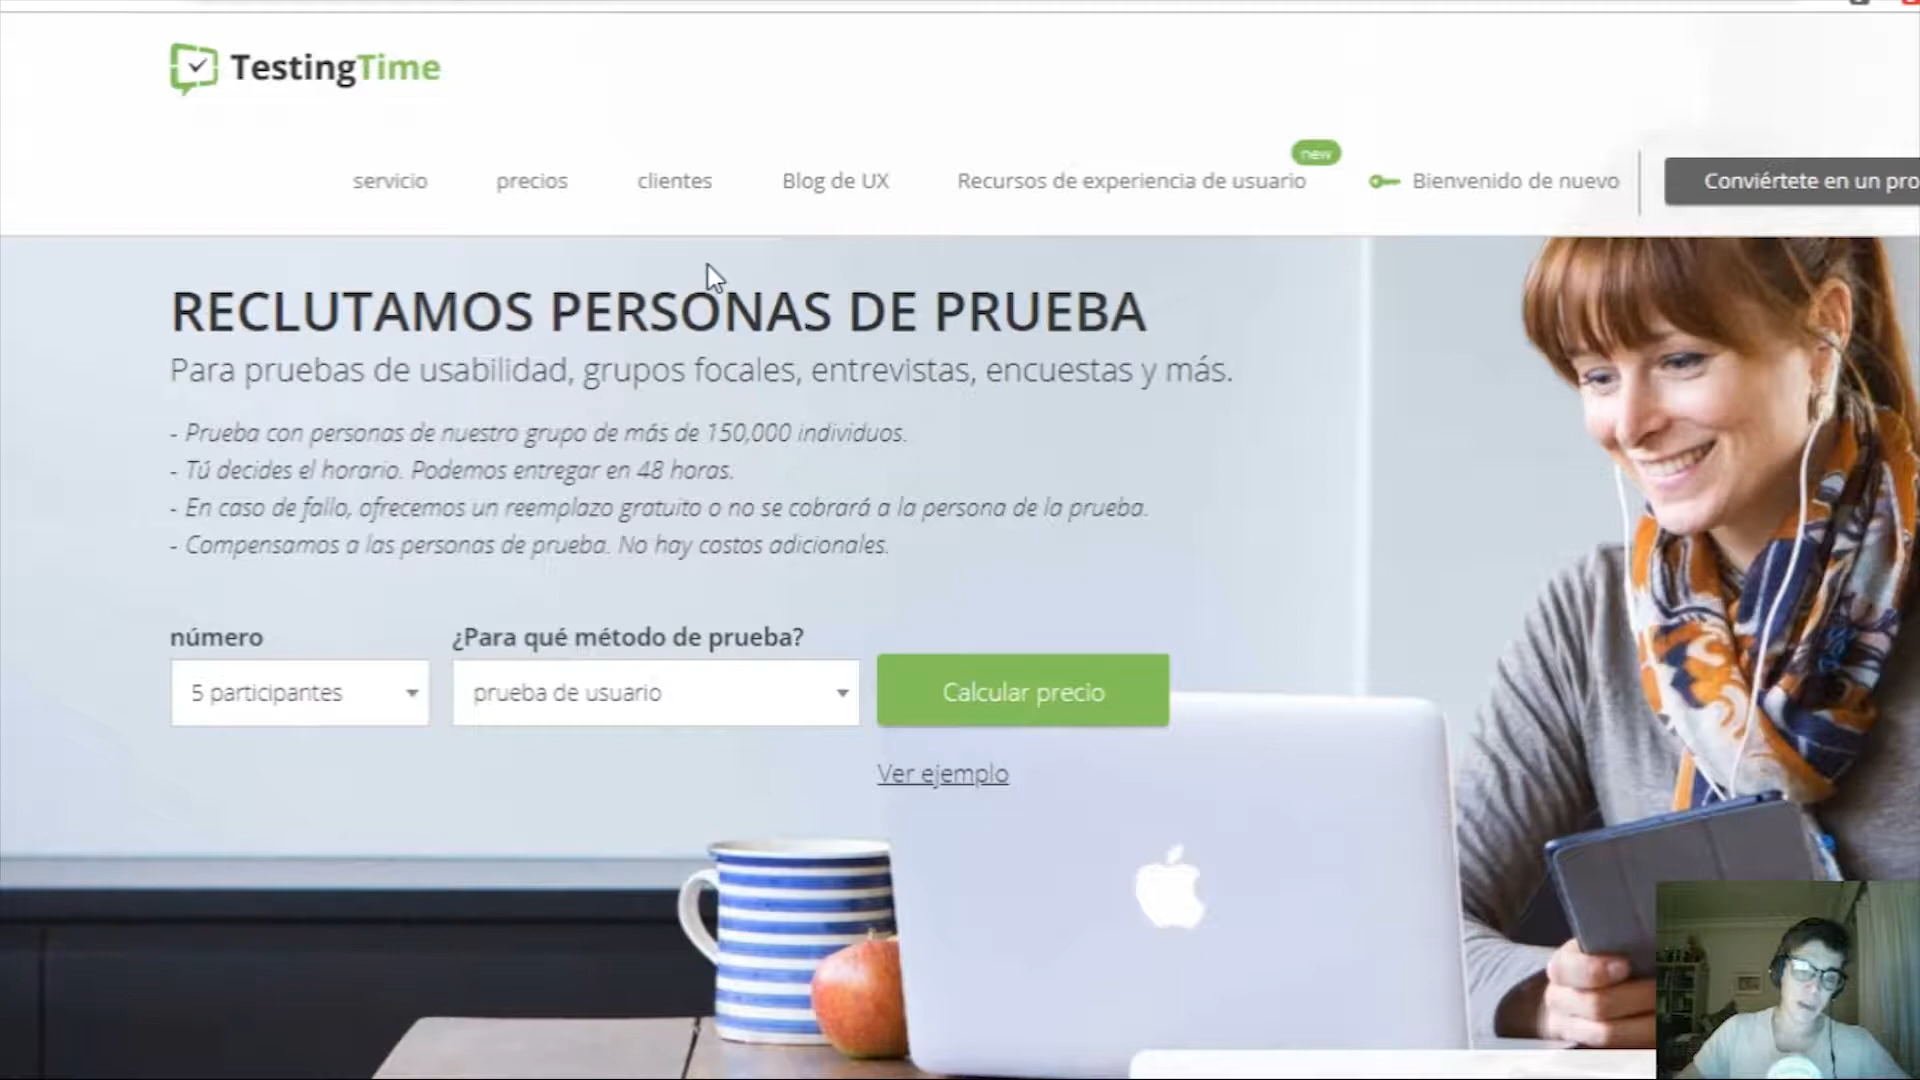 TestingTime
new
servicio
precios
clientes
Blog de UX
Recursos de experiencia de usuario
Bienvenido de nuevo
Conviértete en un pro
RECLUTAMOS PERSONAS DE PRUEBA
Para pruebas de usabilidad, grupos focales, entrevistas, encuestas y más.
- Prueba con personas de nuestro grupo de más de 150,000 individuos.
- Tú decides el horario. Podemos entregar en 48 horas.
- En caso de fallo, ofrecemos un reemplazo gratuito o no se cobrará a la persona de la prueba.
- Compensamos a las personas de prueba. No hay costos adicionales.
número
¿Para qué método de prueba?
5 participantes
prueba de usuario
Calcular precio
Ver ejemplo